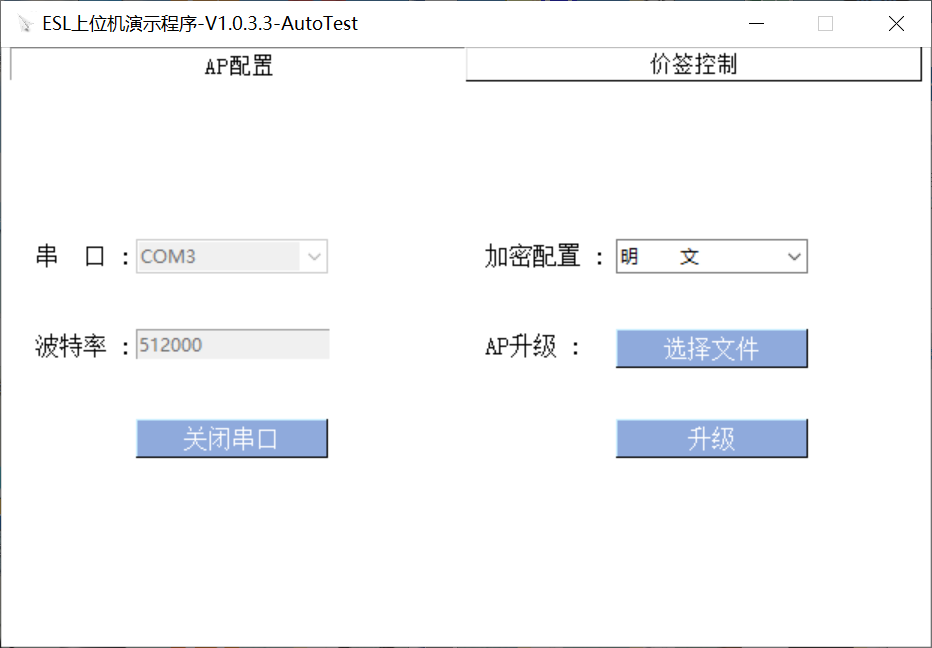 ESL上位机演示程序-V1.0.3.3-AutoTest
AP配置 价签控制
串 口 : COM3 加密配置 : 明 文
波特率 : 512000 AP升级 : 选择文件
关闭串口 升级